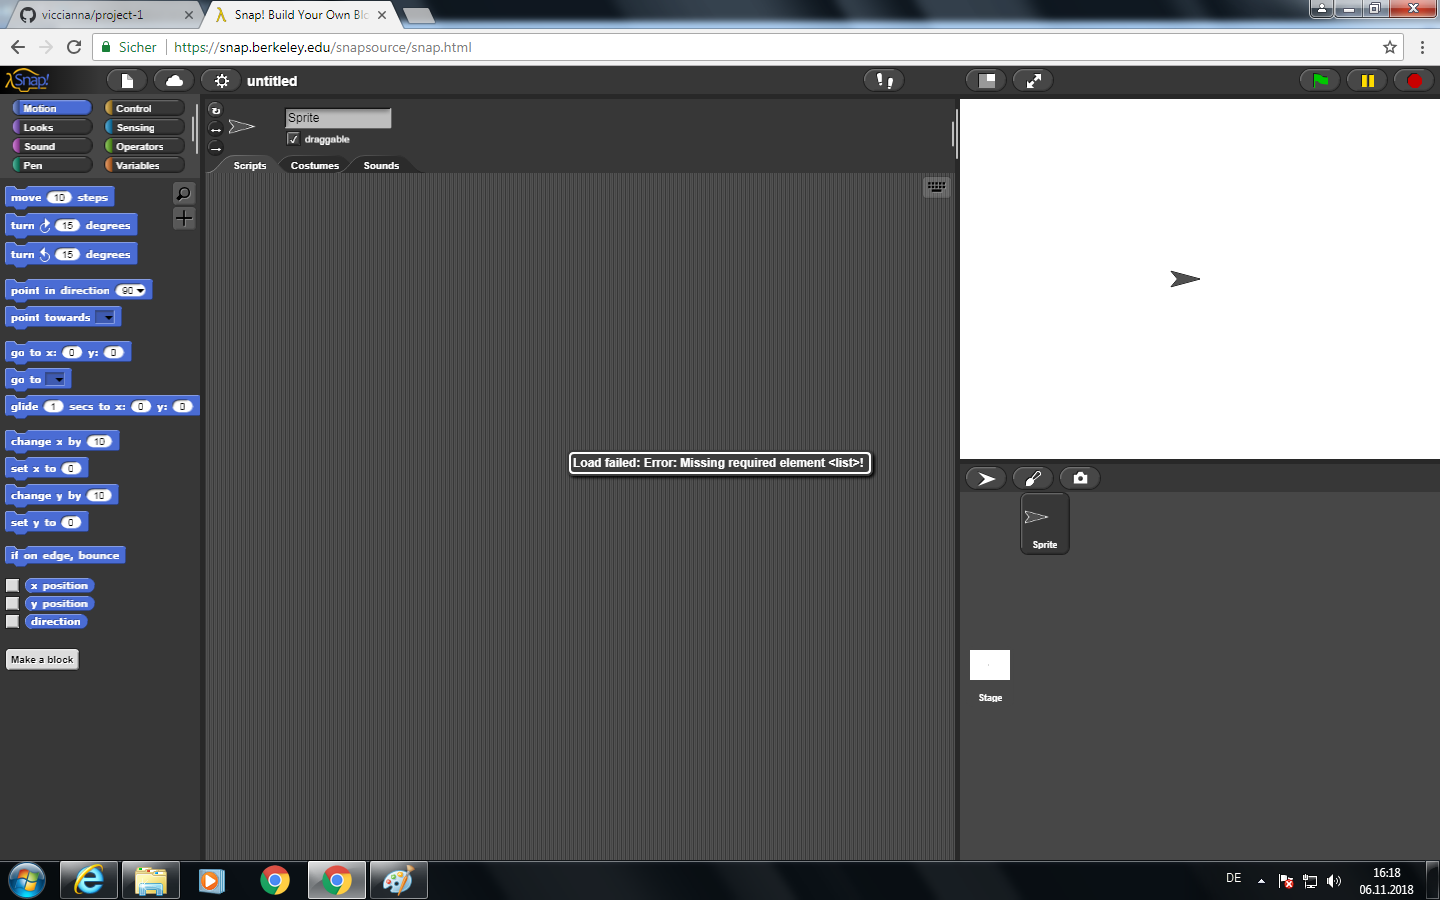 viccianna/project-1
Snap! Build Your Own Blo
Sicher https://snap.berkeley.edu/snapsource/snap.html
Snap!
untitled
Motion
Control
Looks
Sensing
Sound
Operators
Pen
Variables
Sprite
draggable
Scripts
Costumes
Sounds
move 10 steps
turn 15 degrees
turn 15 degrees
point in direction 90
point towards
go to x: 0 y: 0
go to
glide 1 secs to x: 0 y: 0
change x by 10
set x to 0
change y by 10
set y to 0
if on edge, bounce
x position
y position
direction
Make a block
Load failed: Error: Missing required element <list>!
Sprite
Stage
DE
16:18
06.11.2018